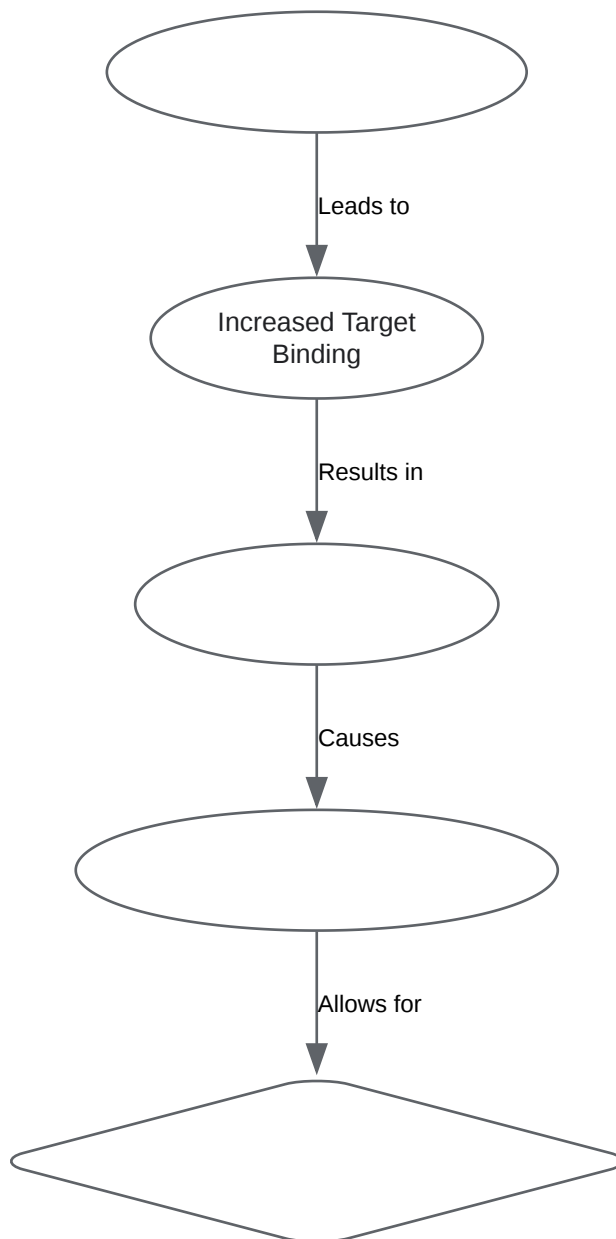 Leads to
Increased Target
Binding
Results in
Causes
Allows for